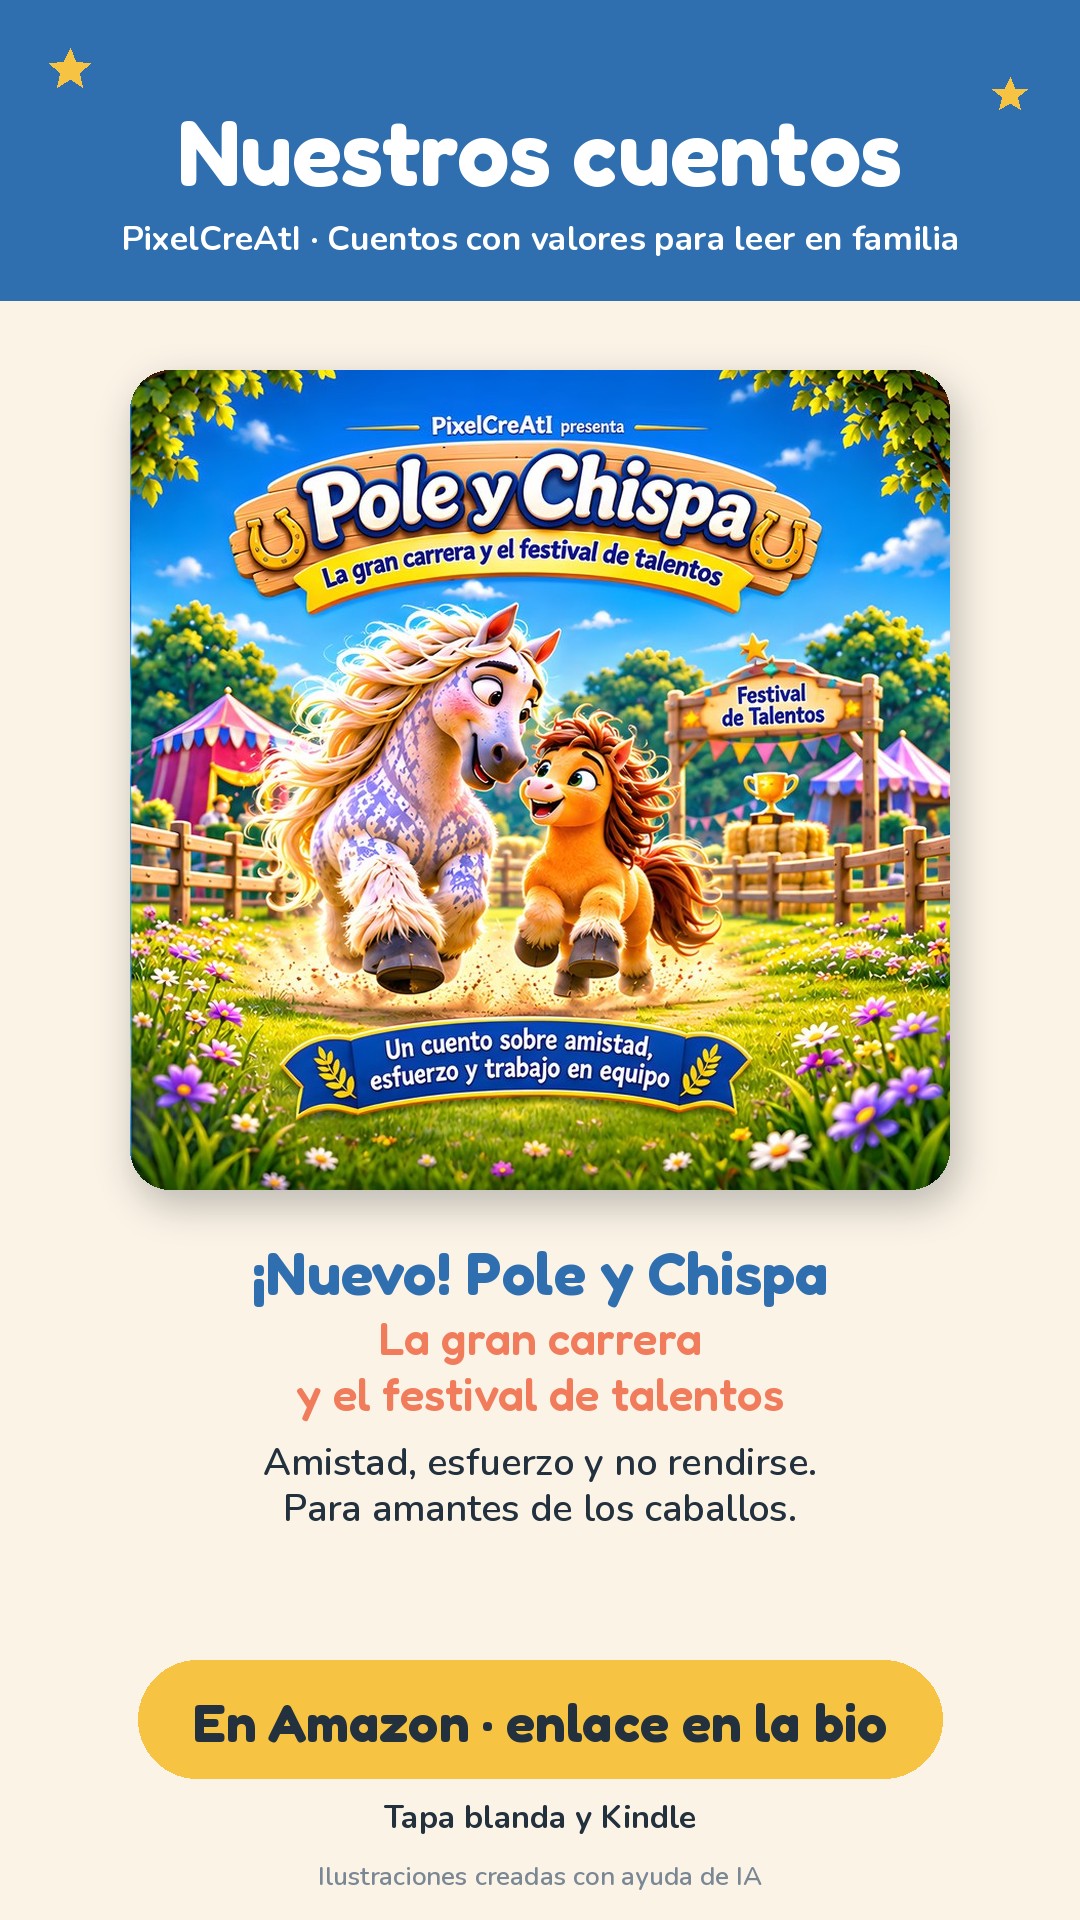 Nuestros cuentos
PixelCreAtI · Cuentos con valores para leer en familia
PixelCreAtI presenta
Pole y Chispa
La gran carrera y el festival de talentos
Festival
de Talentos
Un cuento sobre amistad,
esfuerzo y trabajo en equipo
¡Nuevo! Pole y Chispa
La gran carrera
y el festival de talentos
Amistad, esfuerzo y no rendirse.
Para amantes de los caballos.
En Amazon · enlace en la bio
Tapa blanda y Kindle
Ilustraciones creadas con ayuda de IA